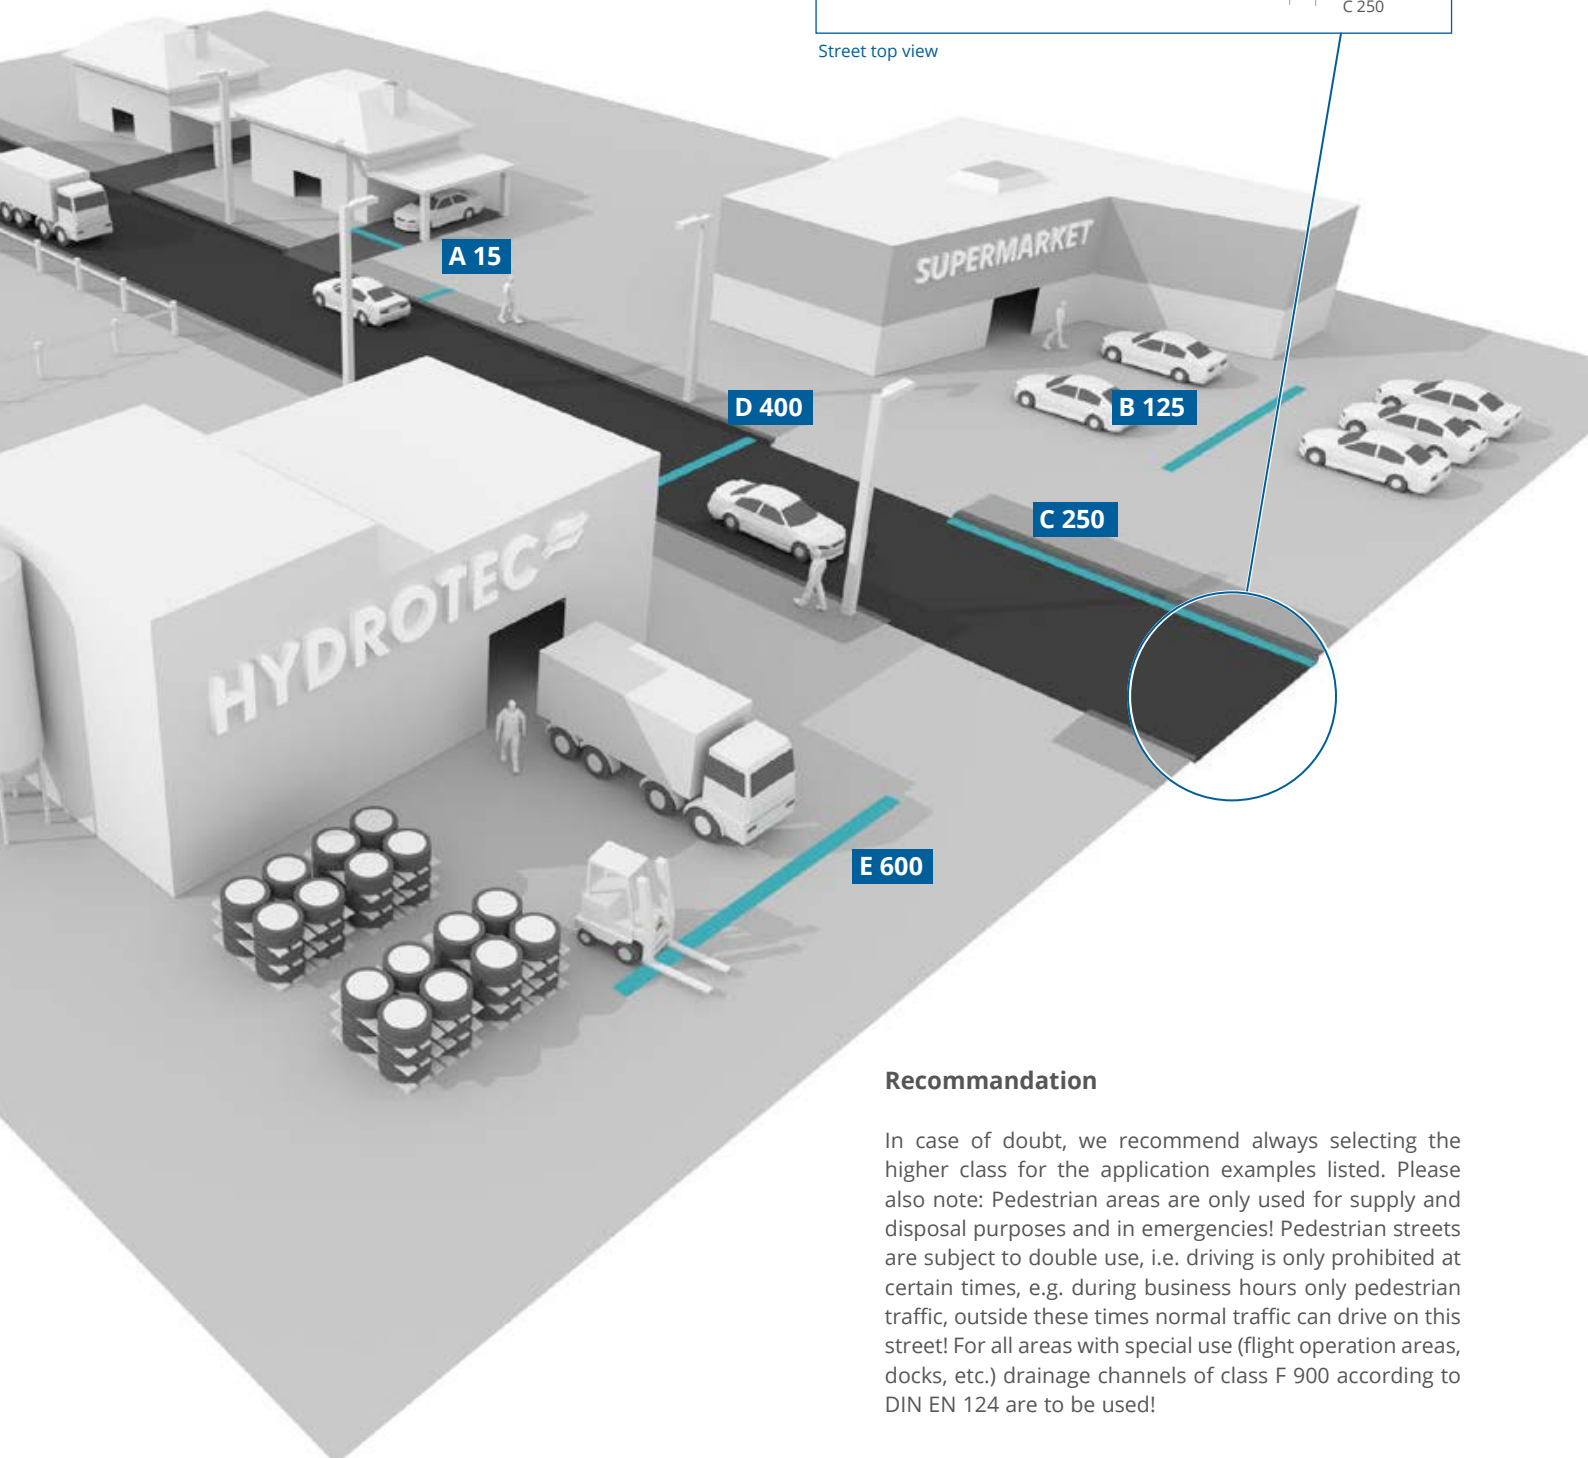 C 250
Street top view
A 15
SUPERMARKET
D 400
B 125
C 250
HYDROTEC
E 600
Recommandation
In case of doubt, we recommend always selecting the
higher class for the application examples listed. Please
also note: Pedestrian areas are only used for supply and
disposal purposes and in emergencies! Pedestrian streets
are subject to double use, i.e. driving is only prohibited at
certain times, e.g. during business hours only pedestrian
traffic, outside these times normal traffic can drive on this
street! For all areas with special use (flight operation areas,
docks, etc.) drainage channels of class F 900 according to
DIN EN 124 are to be used!